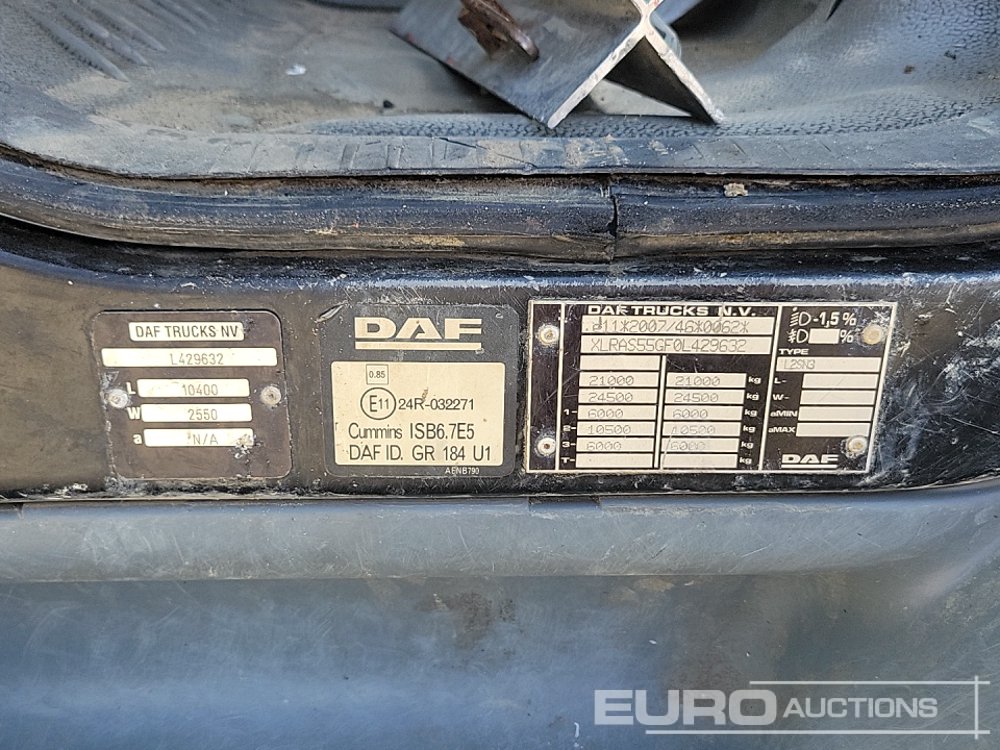 DAF TRUCKS NV
L429632
L 10400
W 2550
a N/A
DAF
0.85
E11 24R-032271
Cummins ISB6.7E5
DAF ID. GR 184 U1
AENB790
DAF TRUCKS N.V.
e11*2007/46*0062*
XLRAS55GF0L429632
21000 21000 kg
24500 24500 kg
1- 6000 6000 kg
2- 10500 10500 kg
3- 6000 6000 kg
T- kg
D-1,5 %
D %
TYPE
L2SN3
L-
W-
aMIN
aMAX
DAF
EURO AUCTIONS